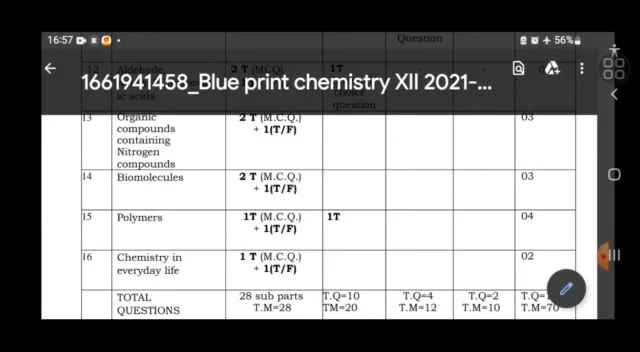 16:57
56%
Question
1661941458_Blue print chemistry XII 2021-...
12 Aldehyde, 2 T (MCQ) 1T - -
ic acids choice
question
13 Organic compounds containing Nitrogen compounds 2 T (M.C.Q.) + 1(T/F) 03
14 Biomolecules 2 T (M.C.Q.) + 1(T/F) 03
15 Polymers 1T (M.C.Q.) + 1(T/F) 1T 04
16 Chemistry in everyday life 1 T (M.C.Q.) + 1(T/F) 02
TOTAL QUESTIONS 28 sub parts T.M=28 T.Q=10 TM=20 T.Q=4 T.M=12 T.Q=2 T.M=10 T.Q= T.M=70